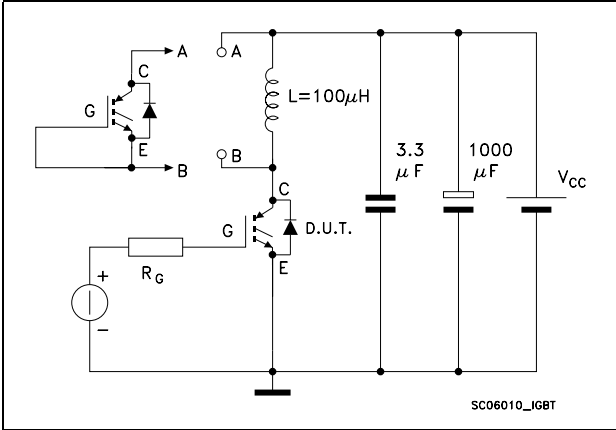 A
A
C
G
E
B
L=100µH
B
3.3
µF
1000
µF
VCC
C
G
D.U.T.
E
RG
+
–
SC06010_IGBT